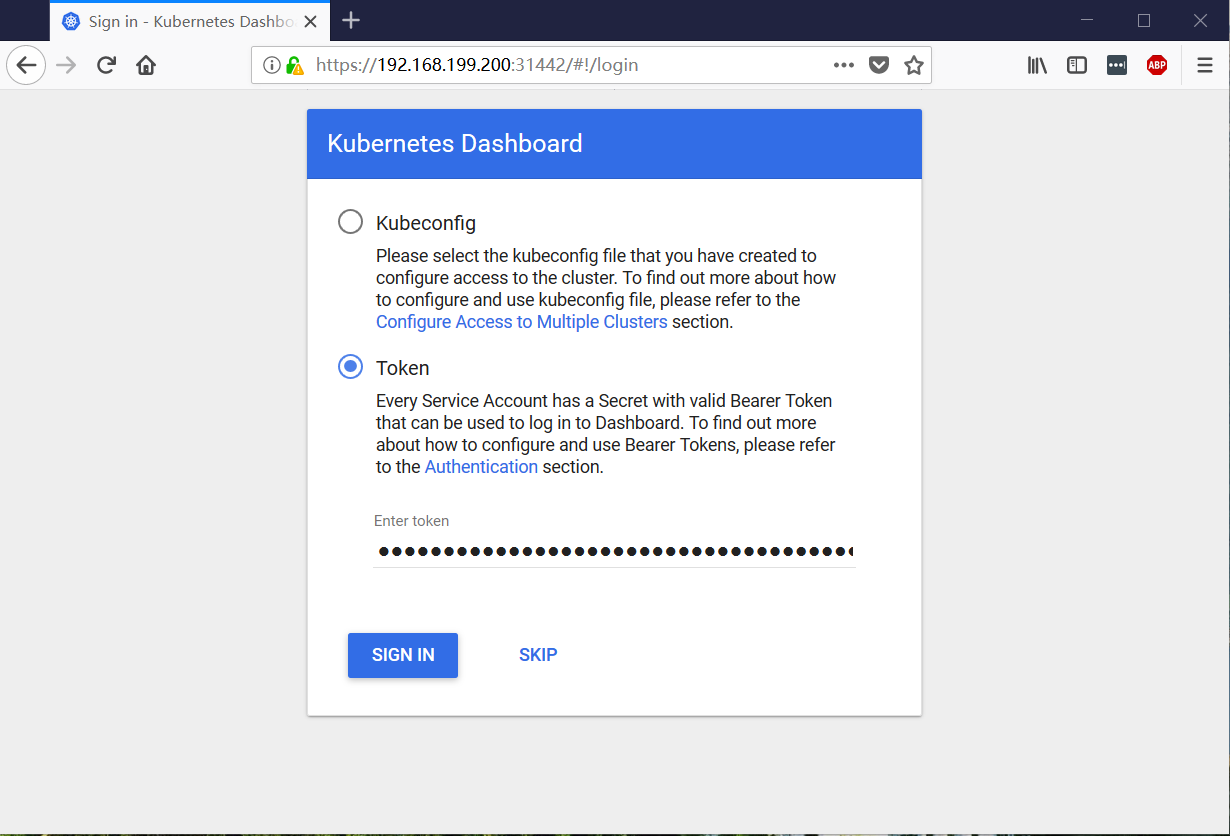 Sign in - Kubernetes Dashbo
https://192.168.199.200:31442/#!/login
ABP
Kubernetes Dashboard
Kubeconfig
Please select the kubeconfig file that you have created to
configure access to the cluster. To find out more about how
to configure and use kubeconfig file, please refer to the
Configure Access to Multiple Clusters section.
Token
Every Service Account has a Secret with valid Bearer Token
that can be used to log in to Dashboard. To find out more
about how to configure and use Bearer Tokens, please refer
to the Authentication section.
Enter token
SIGN IN
SKIP